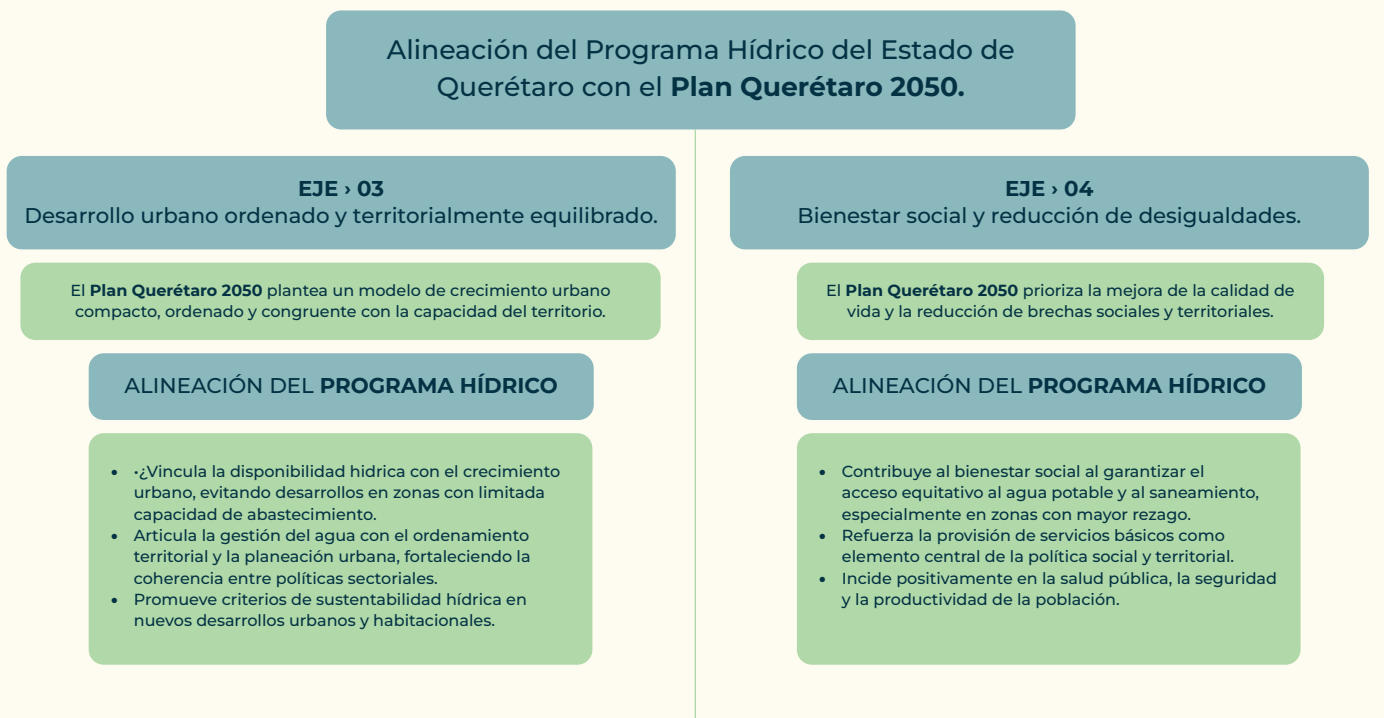 Alineación del Programa Hídrico del Estado de
Querétaro con el Plan Querétaro 2050.
EJE › 03
Desarrollo urbano ordenado y territorialmente equilibrado.
El Plan Querétaro 2050 plantea un modelo de crecimiento urbano
compacto, ordenado y congruente con la capacidad del territorio.
ALINEACIÓN DEL PROGRAMA HÍDRICO
• •¿Vincula la disponibilidad hidrica con el crecimiento
urbano, evitando desarrollos en zonas con limitada
capacidad de abastecimiento.
• Articula la gestión del agua con el ordenamiento
territorial y la planeación urbana, fortaleciendo la
coherencia entre políticas sectoriales.
• Promueve criterios de sustentabilidad hídrica en
nuevos desarrollos urbanos y habitacionales.
EJE › 04
Bienestar social y reducción de desigualdades.
El Plan Querétaro 2050 prioriza la mejora de la calidad de
vida y la reducción de brechas sociales y territoriales.
ALINEACIÓN DEL PROGRAMA HÍDRICO
• Contribuye al bienestar social al garantizar el
acceso equitativo al agua potable y al saneamiento,
especialmente en zonas con mayor rezago.
• Refuerza la provisión de servicios básicos como
elemento central de la política social y territorial.
• Incide positivamente en la salud pública, la seguridad
y la productividad de la población.